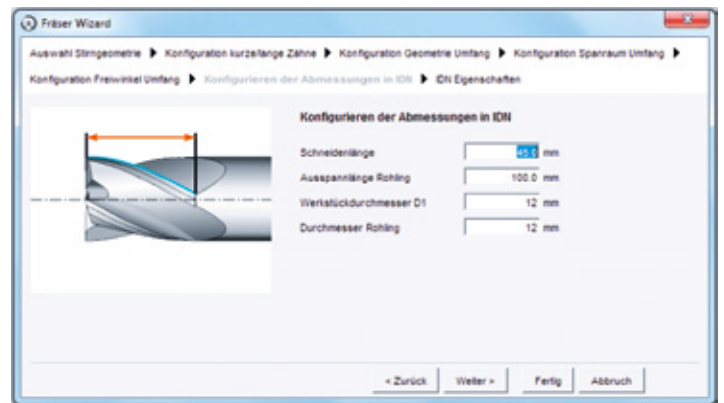 Fräser Wizard
Auswahl Stirngeometrie ▶ Konfiguration kurze/lange Zähne ▶ Konfiguration Geometrie Umfang ▶ Konfiguration Spanraum Umfang ▶
Konfiguration Freiwinkel Umfang ▶ Konfigurieren der Abmessungen in IDN ▶ IDN Eigenschaften
Konfigurieren der Abmessungen in IDN
Schneidenlänge 45.0 mm
Ausspannlänge Rohling 100.0 mm
Werkstückdurchmesser D1 12 mm
Durchmesser Rohling 12 mm
< Zurück Weiter > Fertig Abbruch